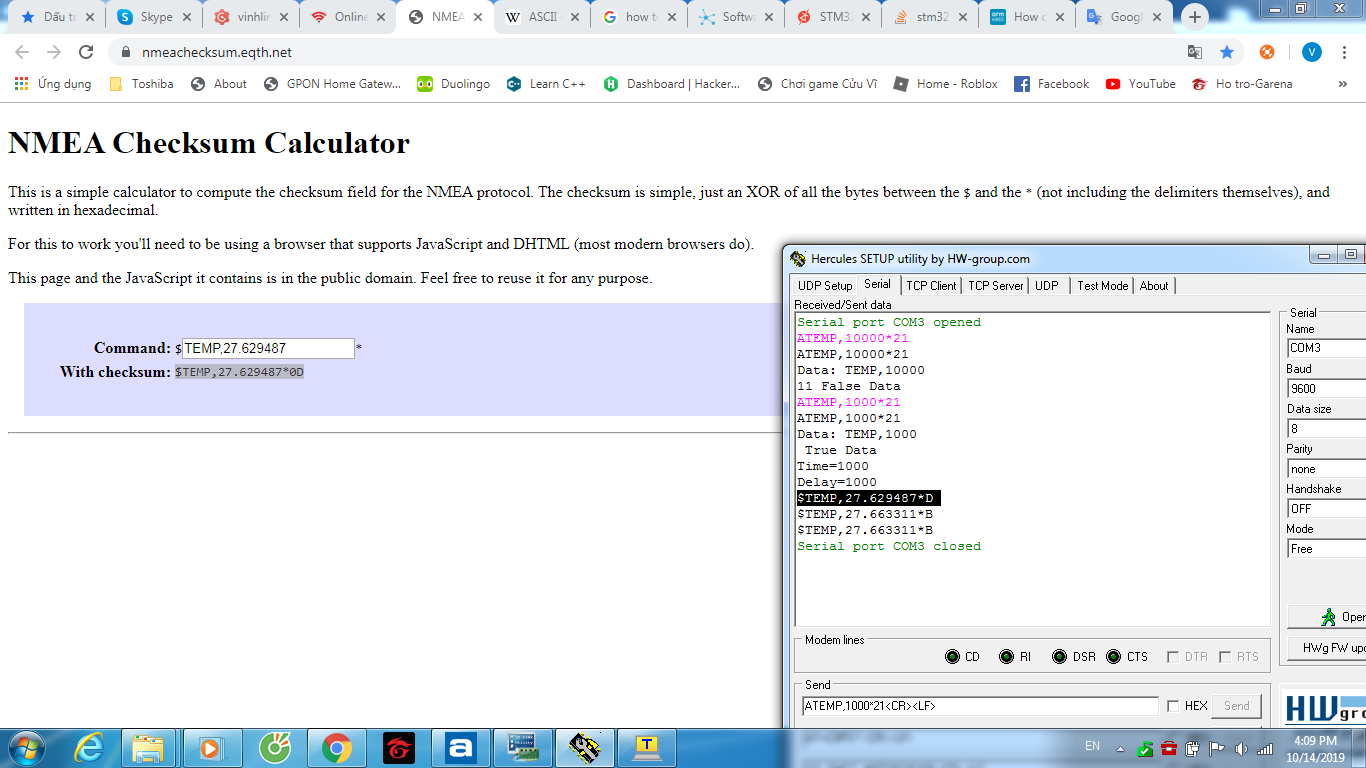 Dấu tr
Skype
vinhlir
Online
NMEA
ASCII
how to
Softwa
STM32
stm32
How c
Googl
nmeachecksum.eqth.net
V
Ứng dụng
Toshiba
About
GPON Home Gatew...
Duolingo
Learn C++
Dashboard | Hacker...
Chơi game Cửu Vĩ
Home - Roblox
Facebook
YouTube
Ho tro-Garena
»
NMEA Checksum Calculator
This is a simple calculator to compute the checksum field for the NMEA protocol. The checksum is simple, just an XOR of all the bytes between the $ and the * (not including the delimiters themselves), and
written in hexadecimal.
For this to work you'll need to be using a browser that supports JavaScript and DHTML (most modern browsers do).
This page and the JavaScript it contains is in the public domain. Feel free to reuse it for any purpose.
Command: $TEMP,27.629487*
With checksum: $TEMP,27.629487*0D
Hercules SETUP utility by HW-group.com
UDP Setup
Serial
TCP Client
TCP Server
UDP
Test Mode
About
Received/Sent data
Serial port COM3 opened
ATEMP,10000*21
ATEMP,10000*21
Data: TEMP,10000
11 False Data
ATEMP,1000*21
ATEMP,1000*21
Data: TEMP,1000
True Data
Time=1000
Delay=1000
$TEMP,27.629487*D
$TEMP,27.663311*B
$TEMP,27.663311*B
Serial port COM3 closed
Serial
Name
COM3
Baud
9600
Data size
8
Parity
none
Handshake
OFF
Mode
Free
Open
HWg FW upd
Modem lines
CD
RI
DSR
CTS
DTR
RTS
Send
ATEMP,1000*21<CR><LF>
HEX
Send
HW gro
EN
4:09 PM
10/14/2019